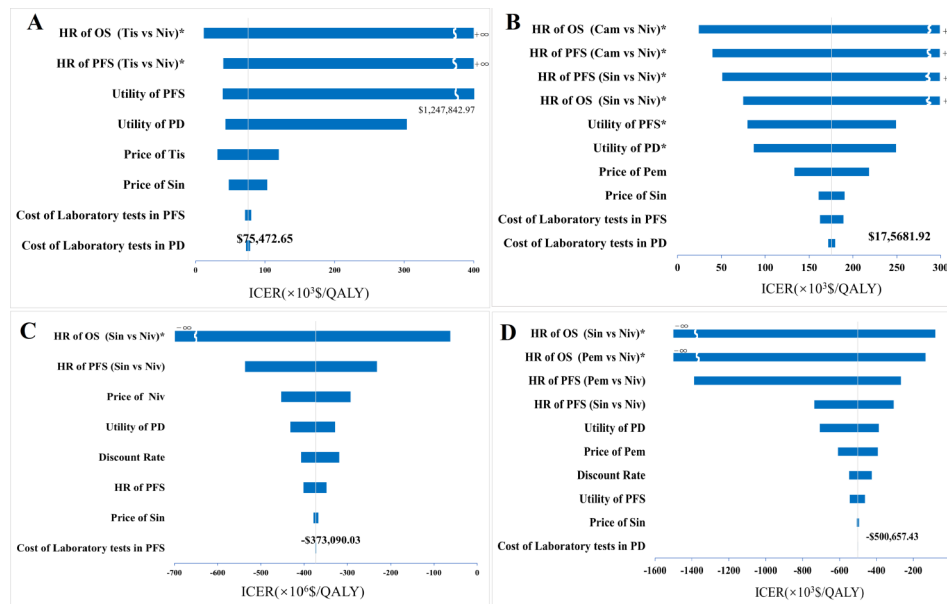 A
HR of OS (Tis vs Niv)*
+∞
HR of PFS (Tis vs Niv)*
+∞
Utility of PFS
$1,247,842.97
Utility of PD
Price of Tis
Price of Sin
Cost of Laboratory tests in PFS
$75,472.65
Cost of Laboratory tests in PD
0 100 200 300 400
ICER(×10³$/QALY)
B
HR of OS (Cam vs Niv)*
+
HR of PFS (Cam vs Niv)*
+
HR of PFS (Sin vs Niv)*
+
HR of OS (Sin vs Niv)*
+
Utility of PFS*
Utility of PD*
Price of Pem
Price of Sin
Cost of Laboratory tests in PFS
$17,5681.92
Cost of Laboratory tests in PD
0 50 100 150 200 250 300
ICER(×10³$/QALY)
C
−∞
HR of OS (Sin vs Niv)*
HR of PFS (Sin vs Niv)
Price of Niv
Utility of PD
Discount Rate
HR of PFS
Price of Sin
-$373,090.03
Cost of Laboratory tests in PFS
-700 -600 -500 -400 -300 -200 -100 0
ICER(×10⁶$/QALY)
D
−∞
HR of OS (Sin vs Niv)*
−∞
HR of OS (Pem vs Niv)*
HR of PFS (Pem vs Niv)
HR of PFS (Sin vs Niv)
Utility of PD
Price of Pem
Discount Rate
Utility of PFS
Price of Sin
-$500,657.43
Cost of Laboratory tests in PD
-1600 -1400 -1200 -1000 -800 -600 -400 -200
ICER(×10³$/QALY)